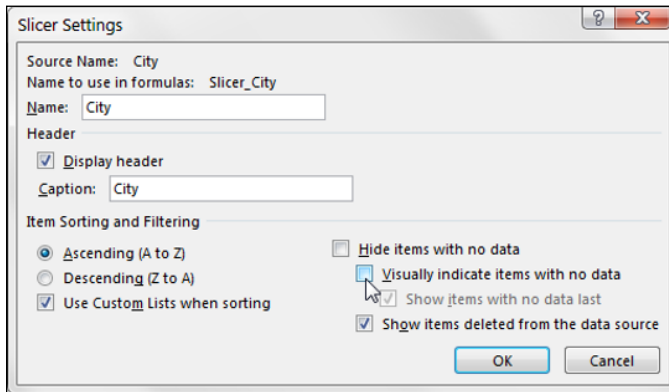 Slicer Settings
Source Name: City
Name to use in formulas: Slicer_City
Name: City
Header
Display header
Caption: City
Item Sorting and Filtering
Ascending (A to Z)
Descending (Z to A)
Use Custom Lists when sorting
Hide items with no data
Visually indicate items with no data
Show items with no data last
Show items deleted from the data source
OK Cancel